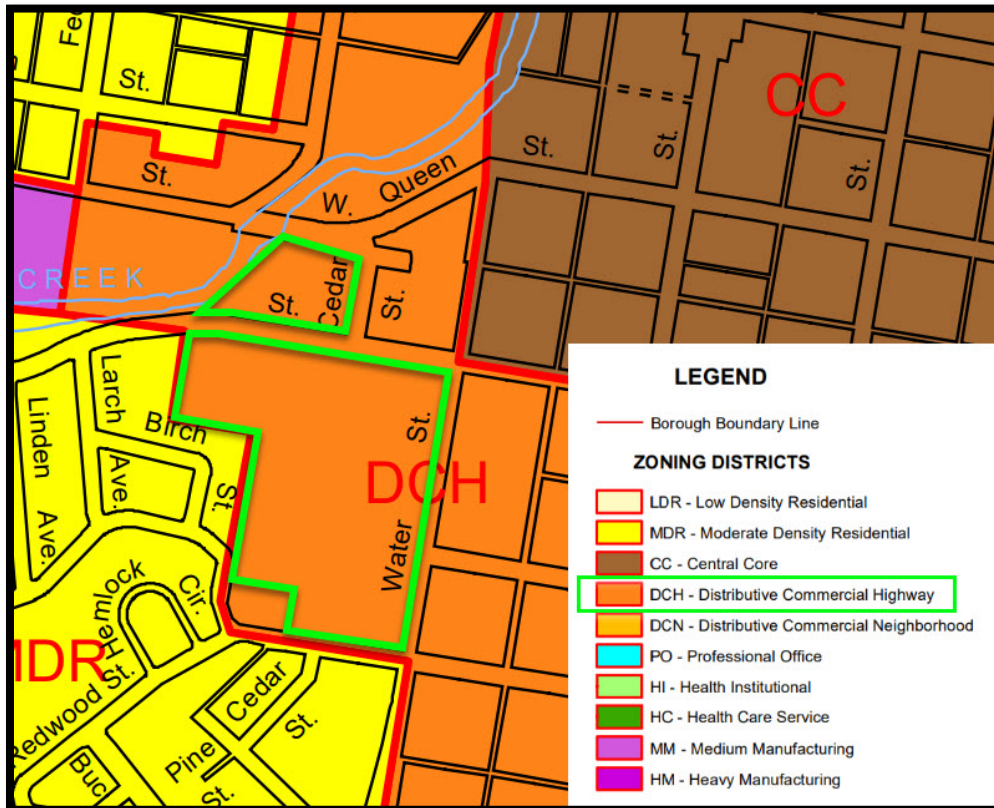 Fe
St.
CC
St.
St.
St.
Queen
St.
W.
CREEK
Cedar
St.
St.
Larch
Linden
Birch
Ave.
St.
Ave.
St.
DCH
Water
Hemlock
Cir.
MDR
Redwood St.
Cedar
St.
Pine
St.
Buc
LEGEND
Borough Boundary Line
ZONING DISTRICTS
LDR - Low Density Residential
MDR - Moderate Density Residential
CC - Central Core
DCH - Distributive Commercial Highway
DCN - Distributive Commercial Neighborhood
PO - Professional Office
HI - Health Institutional
HC - Health Care Service
MM - Medium Manufacturing
HM - Heavy Manufacturing